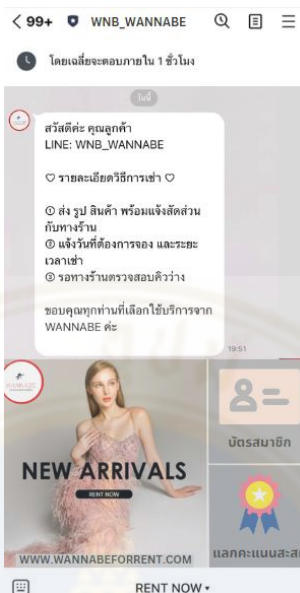 99+ WNB_WANNABE
โดยเฉลี่ยจะตอบภายใน 1 ชั่วโมง
วันนี้
สวัสดีค่ะ คุณลูกค้า
LINE: WNB_WANNABE
♡ รายละเอียดวิธีการเช่า ♡
① ส่ง รูป สินค้า พร้อมแจ้งสัดส่วน
กับทางร้าน
② แจ้งวันที่ต้องการจอง และระยะ
เวลาเช่า
③ รอทางร้านตรวจสอบคิวว่าง
ขอบคุณทุกท่านที่เลือกใช้บริการจาก
WANNABE ค่ะ
19:51
WANNABE
บัตรสมาชิก
NEW ARRIVALS
RENT NOW
WWW.WANNABEFORRENT.COM
แลกคะแนนสะส
RENT NOW